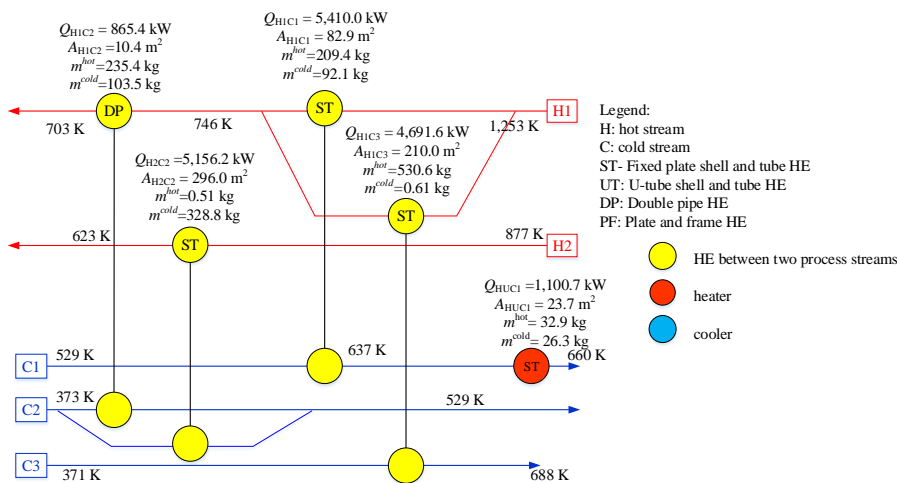 Q_H1C2 = 865.4 kW
A_H1C2 =10.4 m²
m^hot=235.4 kg
m^cold=103.5 kg
Q_H1C1 = 5,410.0 kW
A_H1C1 = 82.9 m²
m^hot=209.4 kg
m^cold= 92.1 kg
DP
ST
H1
703 K
746 K
1,253 K
Q_H1C3 = 4,691.6 kW
A_H1C3 = 210.0 m²
m^hot= 530.6 kg
m^cold= 0.61 kg
Q_H2C2 =5,156.2 kW
A_H2C2 = 296.0 m²
m^hot=0.51 kg
m^cold=328.8 kg
ST
623 K
ST
877 K
H2
Legend:
H: hot stream
C: cold stream
ST- Fixed plate shell and tube HE
UT: U-tube shell and tube HE
DP: Double pipe HE
PF: Plate and frame HE
HE between two process streams
heater
cooler
Q_HUC1 =1,100.7 kW
A_HUC1 = 23.7 m²
m^hot= 32.9 kg
m^cold= 26.3 kg
C1
529 K
637 K
ST
660 K
C2
373 K
529 K
C3
371 K
688 K